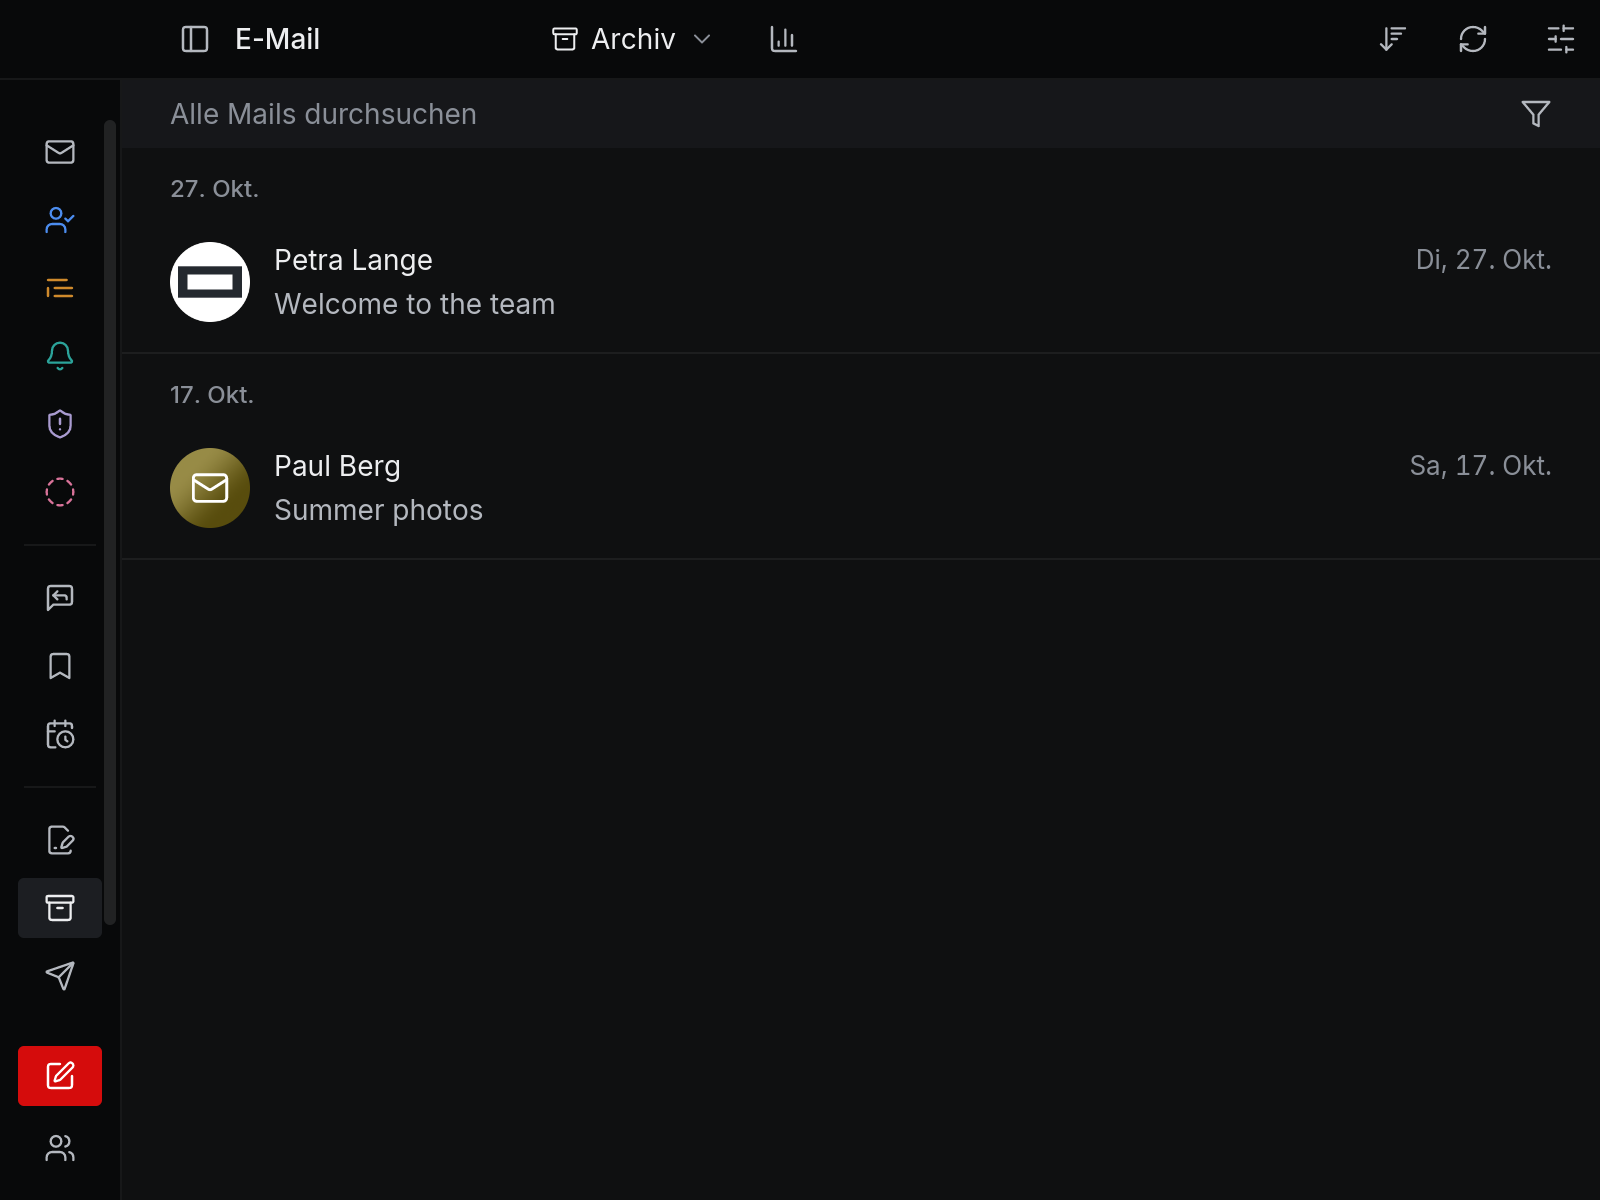 E-Mail
Archiv
Alle Mails durchsuchen
27. Okt.
Petra Lange
Di, 27. Okt.
Welcome to the team
17. Okt.
Paul Berg
Sa, 17. Okt.
Summer photos